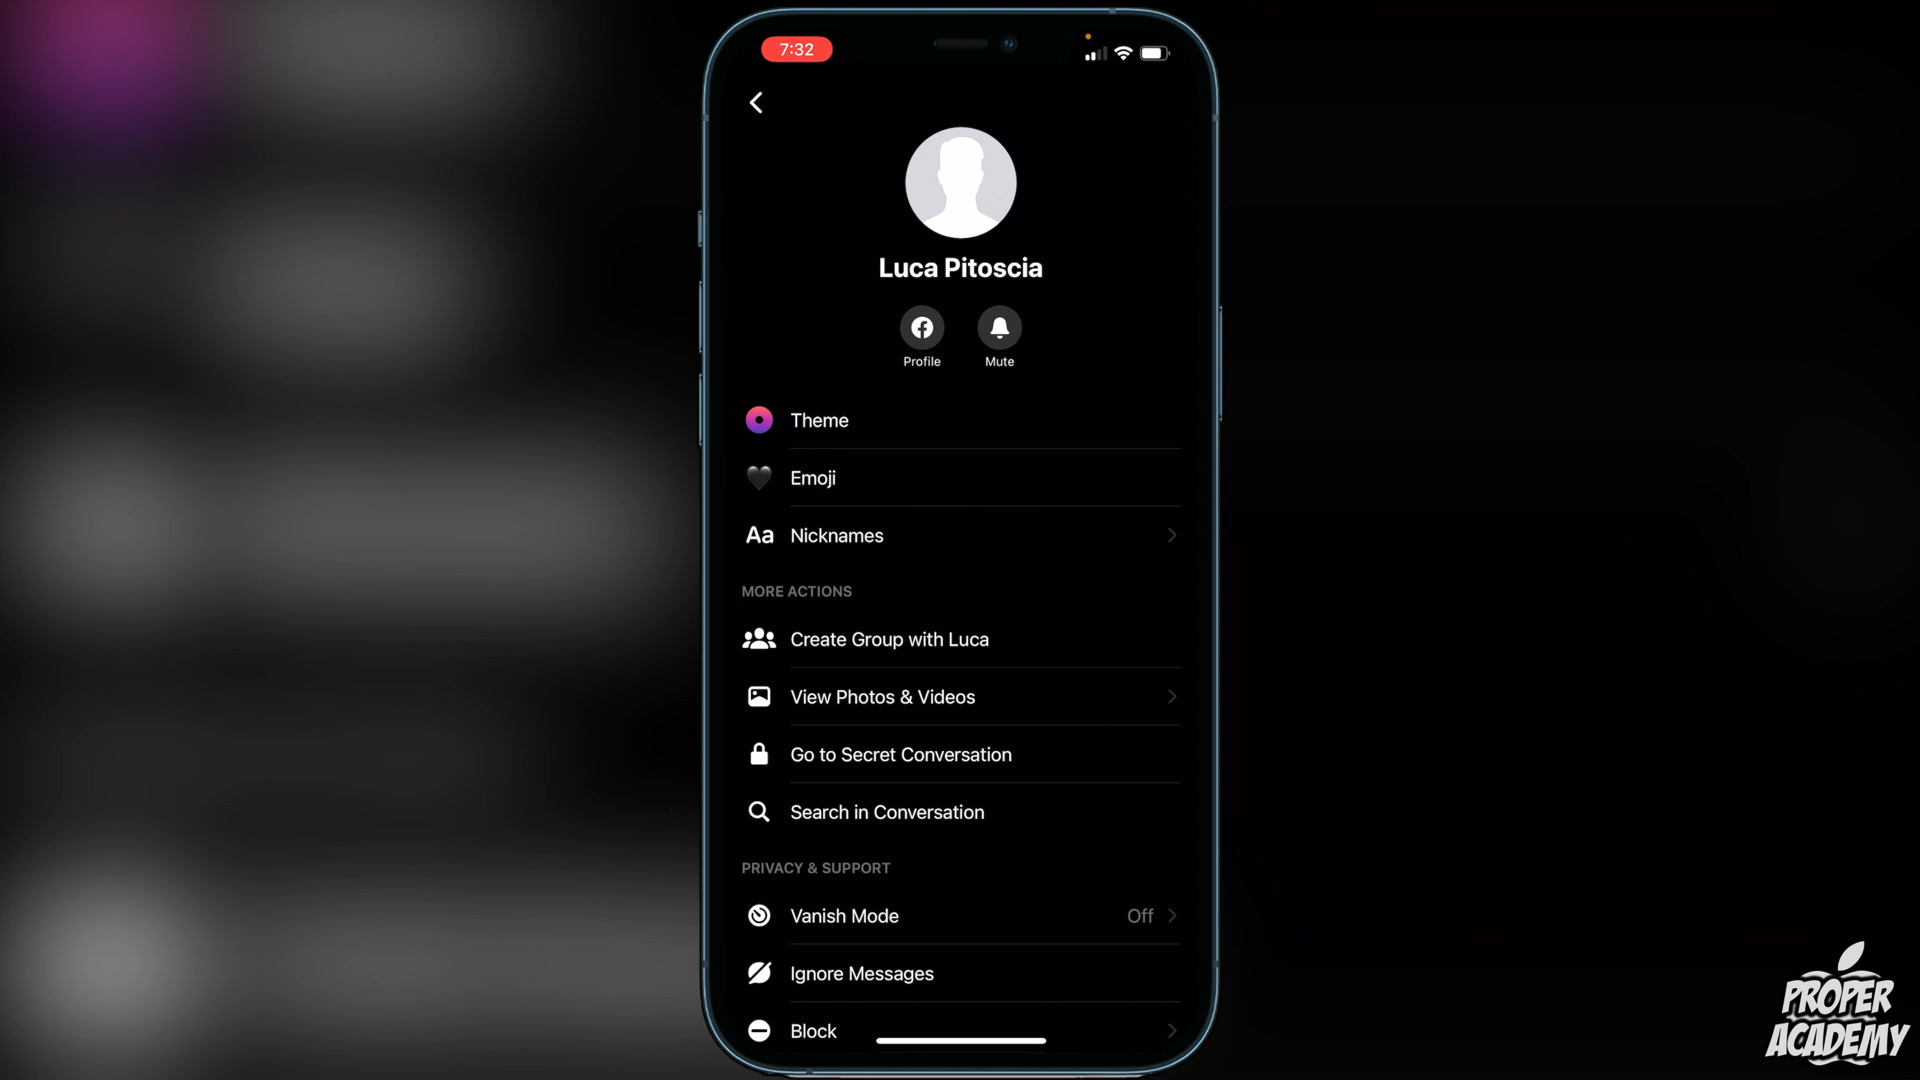 7:32
Luca Pitoscia
Profile
Mute
Theme
Emoji
Aa Nicknames
MORE ACTIONS
Create Group with Luca
View Photos & Videos
Go to Secret Conversation
Search in Conversation
PRIVACY & SUPPORT
Vanish Mode Off
Ignore Messages
Block
PROPER
ACADEMY